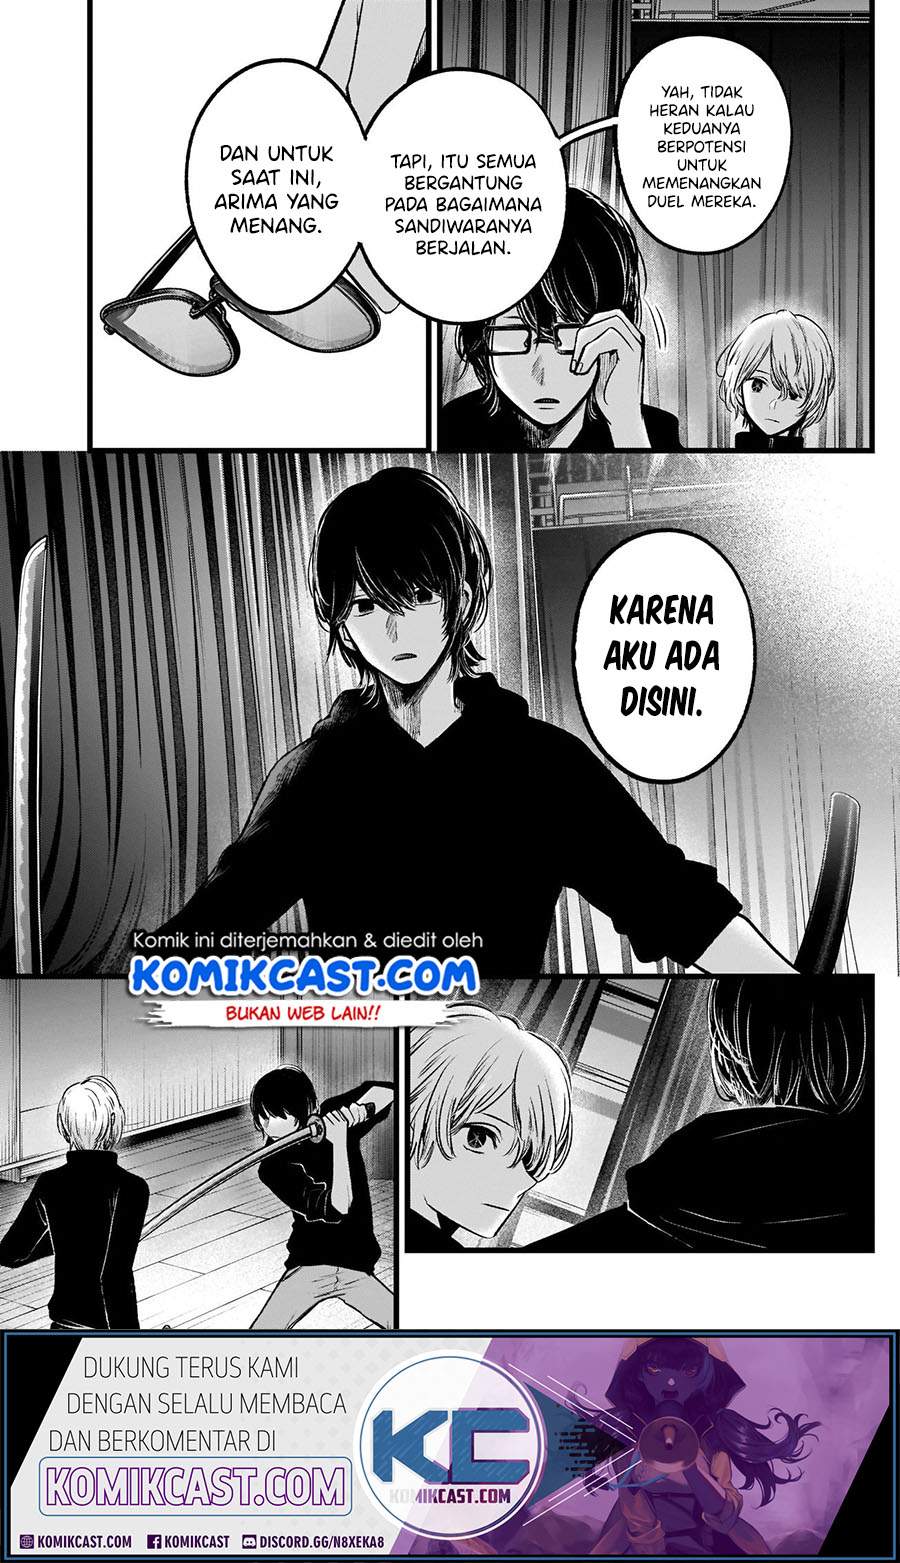 YAH, TIDAK
HERAN KALAU
KEDUANYA
BERPOTENSI
UNTUK
MEMENANGKAN
DUEL MEREKA.
TAPI, ITU SEMUA
BERGANTUNG
PADA BAGAIMANA
SANDIWARANYA
BERJALAN.
DAN UNTUK
SAAT INI,
ARIMA YANG
MENANG.
KARENA
AKU ADA
DISINI.
Komik ini diterjemahkan & diedit oleh
KOMIKCAST.COM
BUKAN WEB LAIN!!
DUKUNG TERUS KAMI
DENGAN SELALU MEMBACA
DAN BERKOMENTAR DI
KOMIKCAST.COM
KC
KOMIKCAST.COM
KOMIKCAST.COM
KOMIKCAST.COM
DISCORD.GG/N8XEKA8